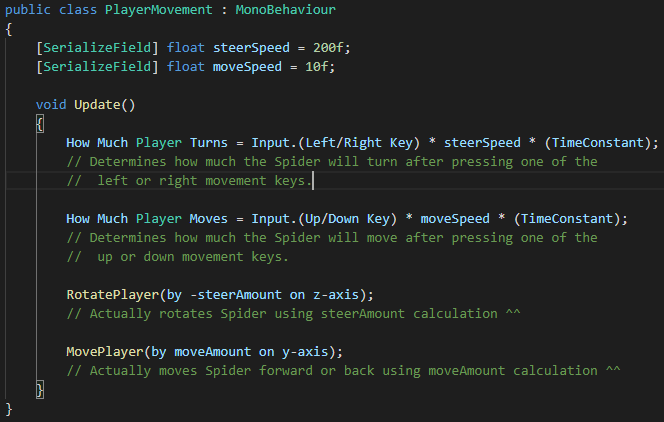 public class PlayerMovement : MonoBehaviour
{
[SerializeField] float steerSpeed = 200f;
[SerializeField] float moveSpeed = 10f;
void Update()
{
How Much Player Turns = Input.(Left/Right Key) * steerSpeed * (TimeConstant);
// Determines how much the Spider will turn after pressing one of the
//  left or right movement keys.
How Much Player Moves = Input.(Up/Down Key) * moveSpeed * (TimeConstant);
// Determines how much the Spider will move after pressing one of the
//  up or down movement keys.
RotatePlayer(by -steerAmount on z-axis);
// Actually rotates Spider using steerAmount calculation ^^
MovePlayer(by moveAmount on y-axis);
// Actually moves Spider forward or back using moveAmount calculation ^^
}
}